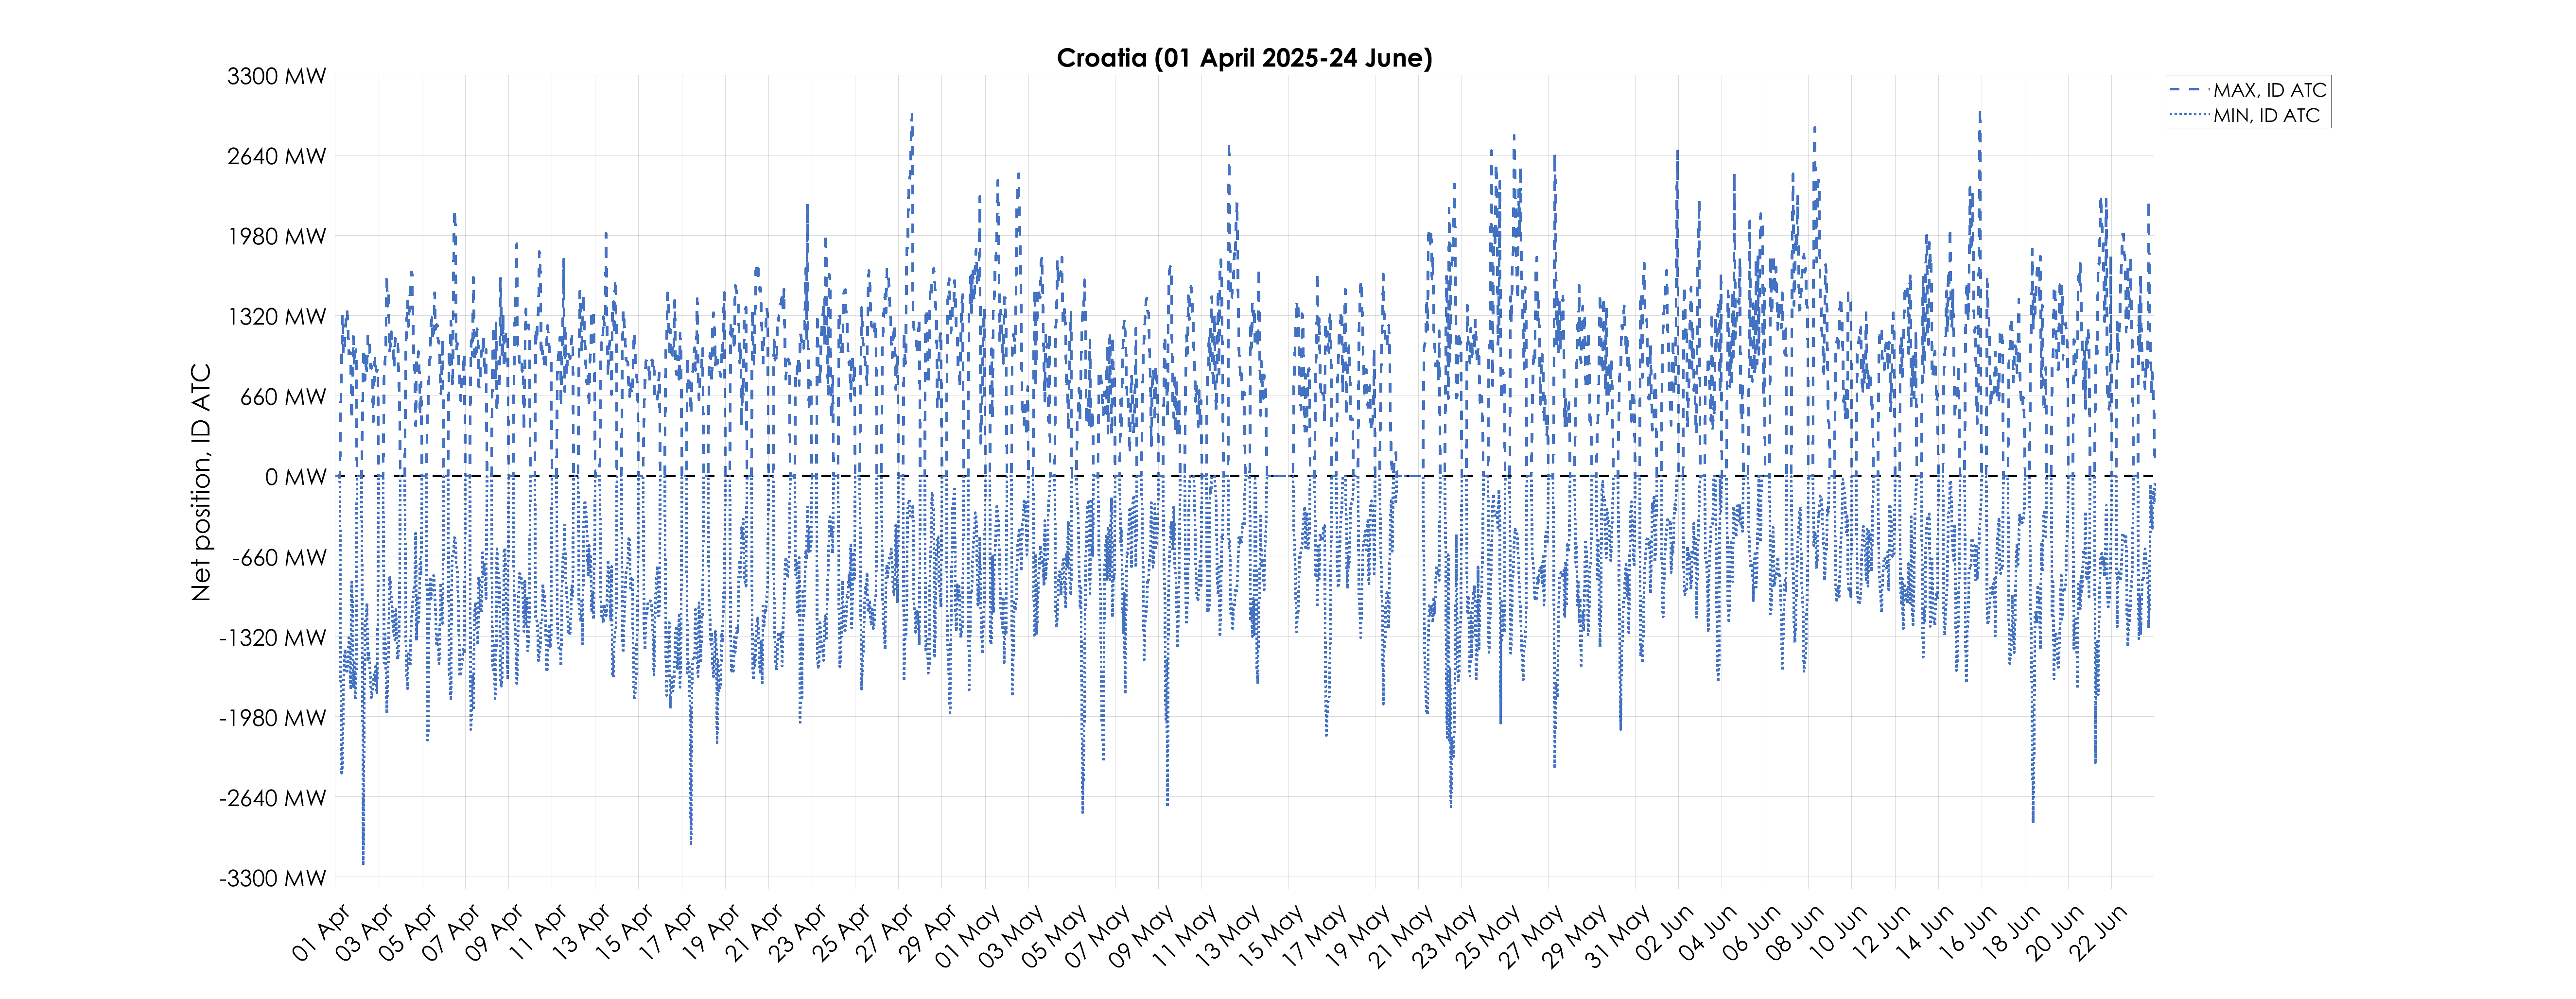 Croatia (01 April 2025-24 June)
3300 MW
2640 MW
1980 MW
1320 MW
660 MW
0 MW
-660 MW
-1320 MW
-1980 MW
-2640 MW
-3300 MW
Net position, ID ATC
MAX, ID ATC
MIN, ID ATC
01 Apr
03 Apr
05 Apr
07 Apr
09 Apr
11 Apr
13 Apr
15 Apr
17 Apr
19 Apr
21 Apr
23 Apr
25 Apr
27 Apr
29 Apr
01 May
03 May
05 May
07 May
09 May
11 May
13 May
15 May
17 May
19 May
21 May
23 May
25 May
27 May
29 May
31 May
02 Jun
04 Jun
06 Jun
08 Jun
10 Jun
12 Jun
14 Jun
16 Jun
18 Jun
20 Jun
22 Jun